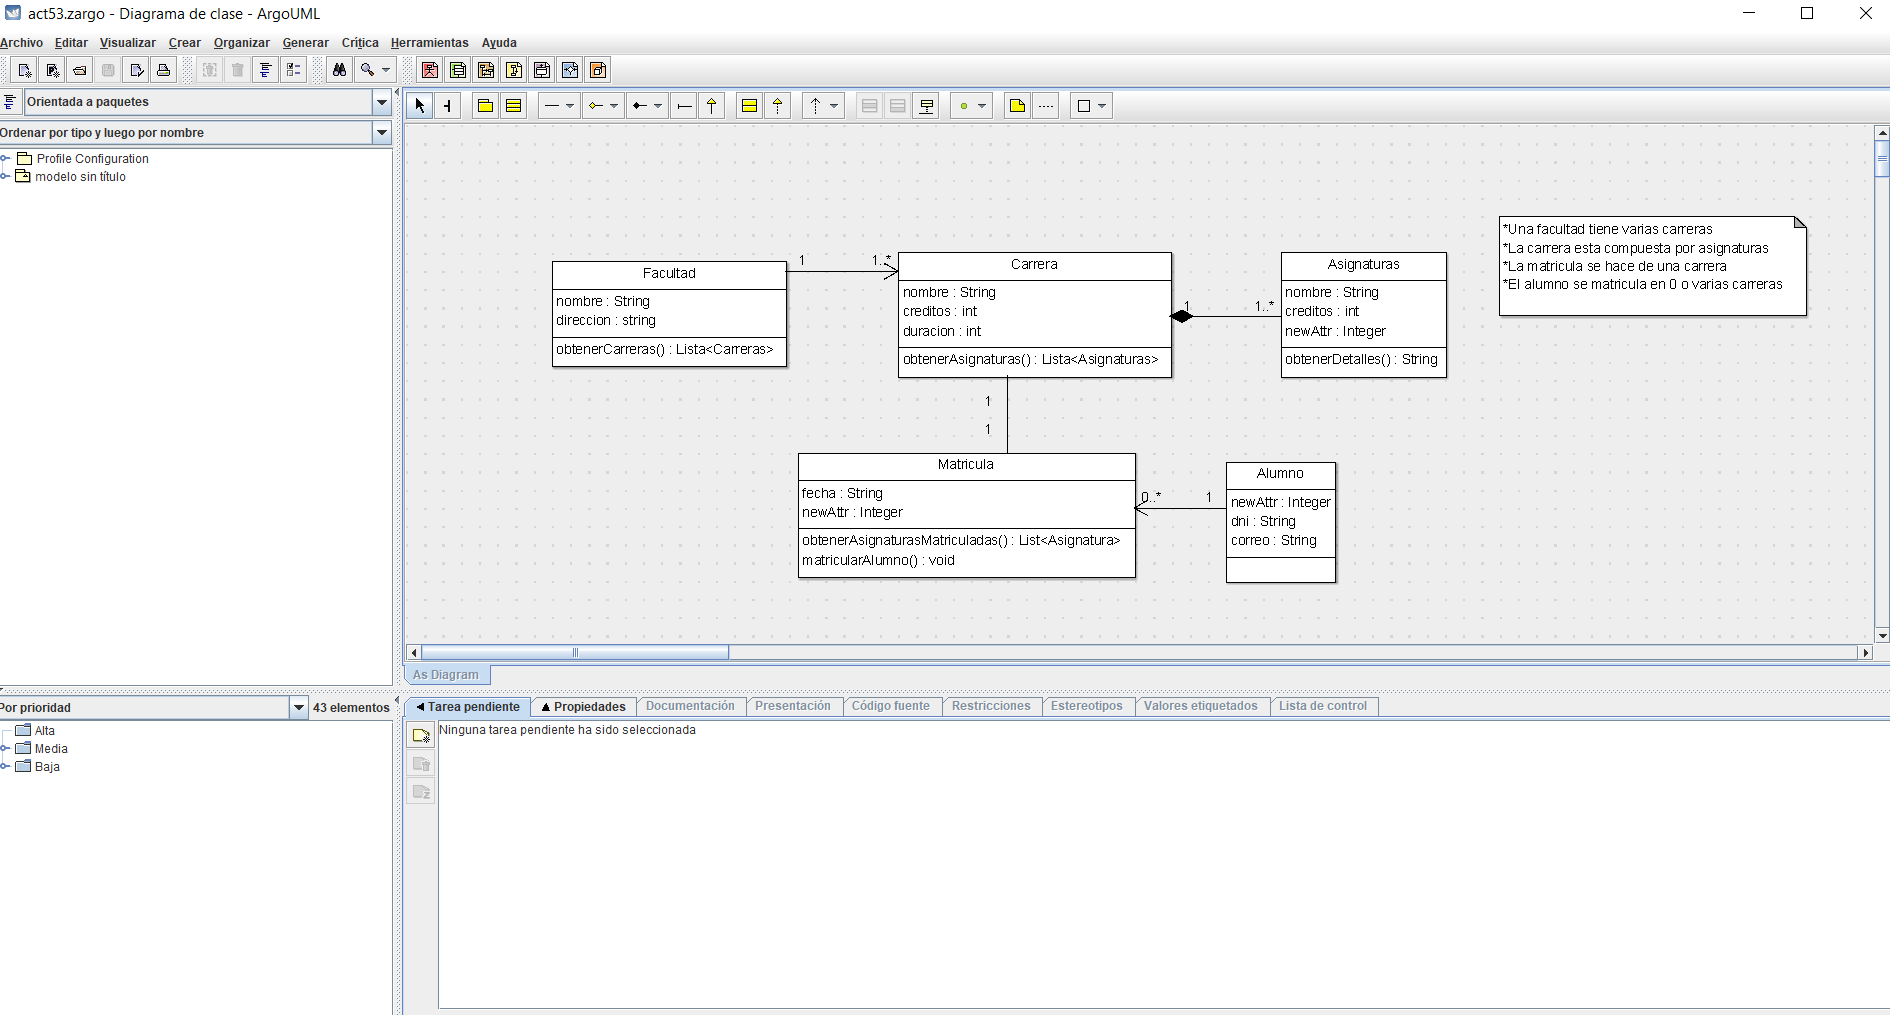 act53.zargo - Diagrama de clase - ArgoUML
Archivo Editar Visualizar Crear Organizar Generar Crítica Herramientas Ayuda
Orientada a paquetes
Ordenar por tipo y luego por nombre
Profile Configuration
modelo sin título
Facultad
nombre : String
direccion : string
obtenerCarreras() : Lista<Carreras>
1
1..*
Carrera
nombre : String
creditos : int
duracion : int
obtenerAsignaturas() : Lista<Asignaturas>
1
1..*
Asignaturas
nombre : String
creditos : int
newAttr : Integer
obtenerDetalles() : String
*Una facultad tiene varias carreras
*La carrera esta compuesta por asignaturas
*La matricula se hace de una carrera
*El alumno se matricula en 0 o varias carreras
1
1
Matricula
fecha : String
newAttr : Integer
obtenerAsignaturasMatriculadas() : List<Asignatura>
matricularAlumno() : void
0..*
1
Alumno
newAttr : Integer
dni : String
correo : String
As Diagram
Por prioridad
43 elementos
Alta
Media
Baja
Tarea pendiente Propiedades Documentación Presentación Código fuente Restricciones Estereotipos Valores etiquetados Lista de control
Ninguna tarea pendiente ha sido seleccionada